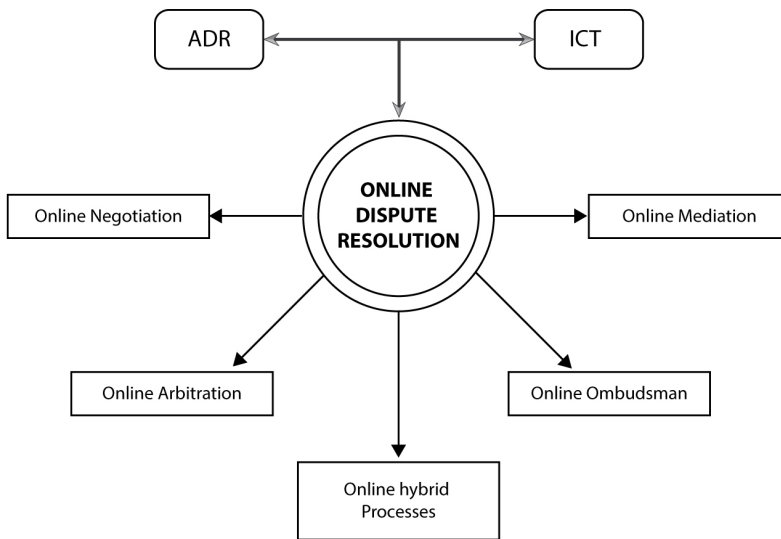 ADR
ICT
ONLINE
DISPUTE
RESOLUTION
Online Negotiation
Online Mediation
Online Arbitration
Online Ombudsman
Online hybrid
Processes